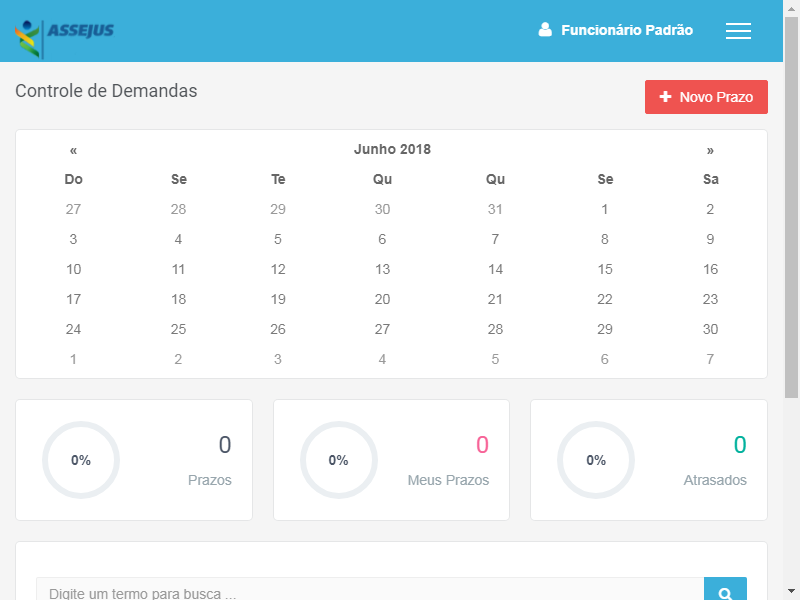 ASSEJUS
Funcionário Padrão
Controle de Demandas
Novo Prazo
« Junho 2018 »
Do Se Te Qu Qu Se Sa
27 28 29 30 31 1 2
3 4 5 6 7 8 9
10 11 12 13 14 15 16
17 18 19 20 21 22 23
24 25 26 27 28 29 30
1 2 3 4 5 6 7
0% 0 Prazos
0% 0 Meus Prazos
0% 0 Atrasados
Digite um termo para busca ...